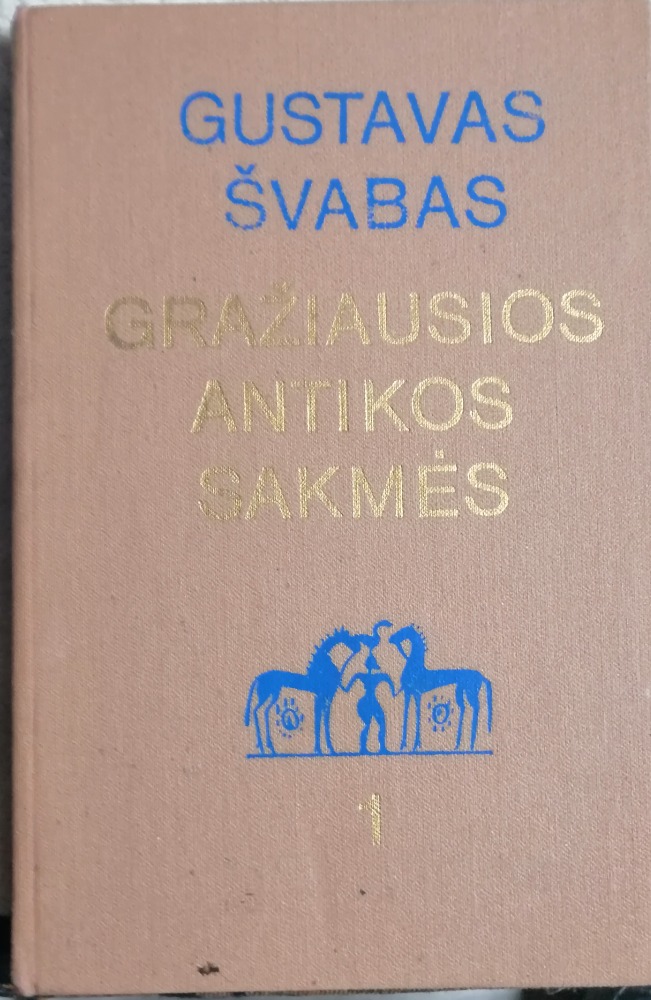 GUSTAVAS
ŠVABAS
GRAŽIAUSIOS
ANTIKOS
SAKMĖS
1